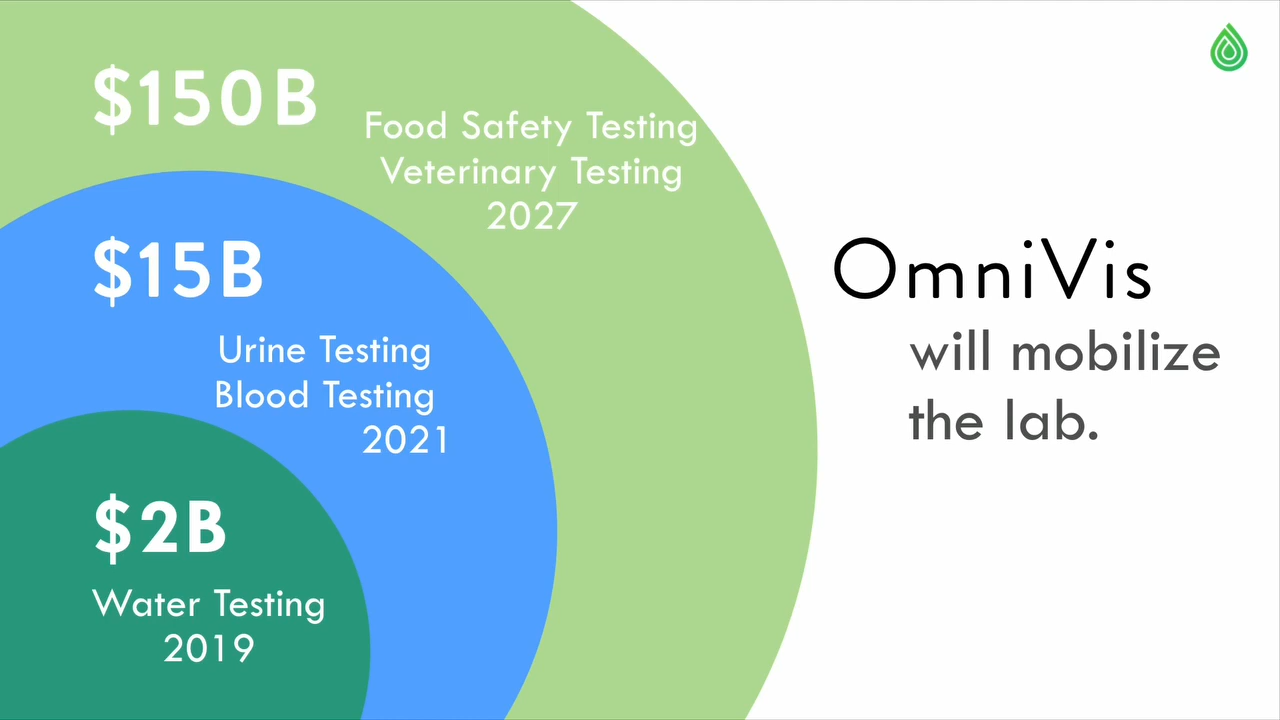 $150B
Food Safety Testing
Veterinary Testing
2027
$15B
Urine Testing
Blood Testing
2021
$2B
Water Testing
2019
OmniVis
will mobilize
the lab.